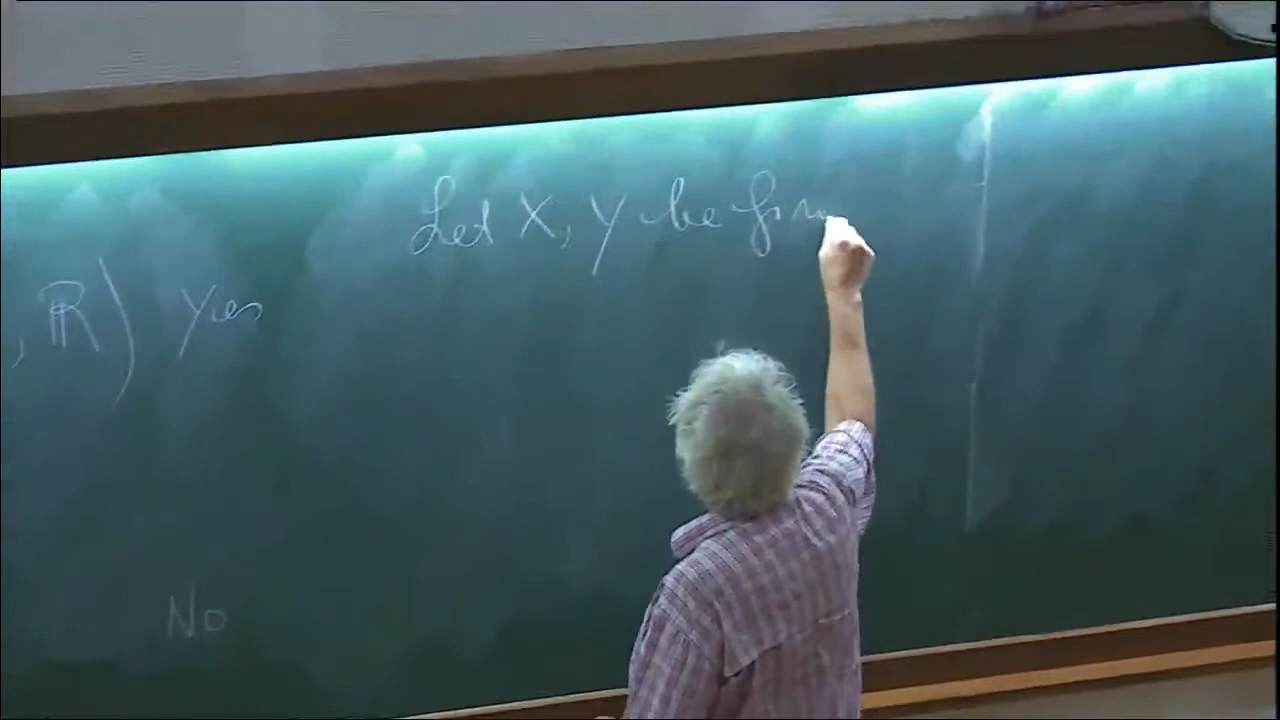 Let X, Y be fin
, ℝ) yes
No